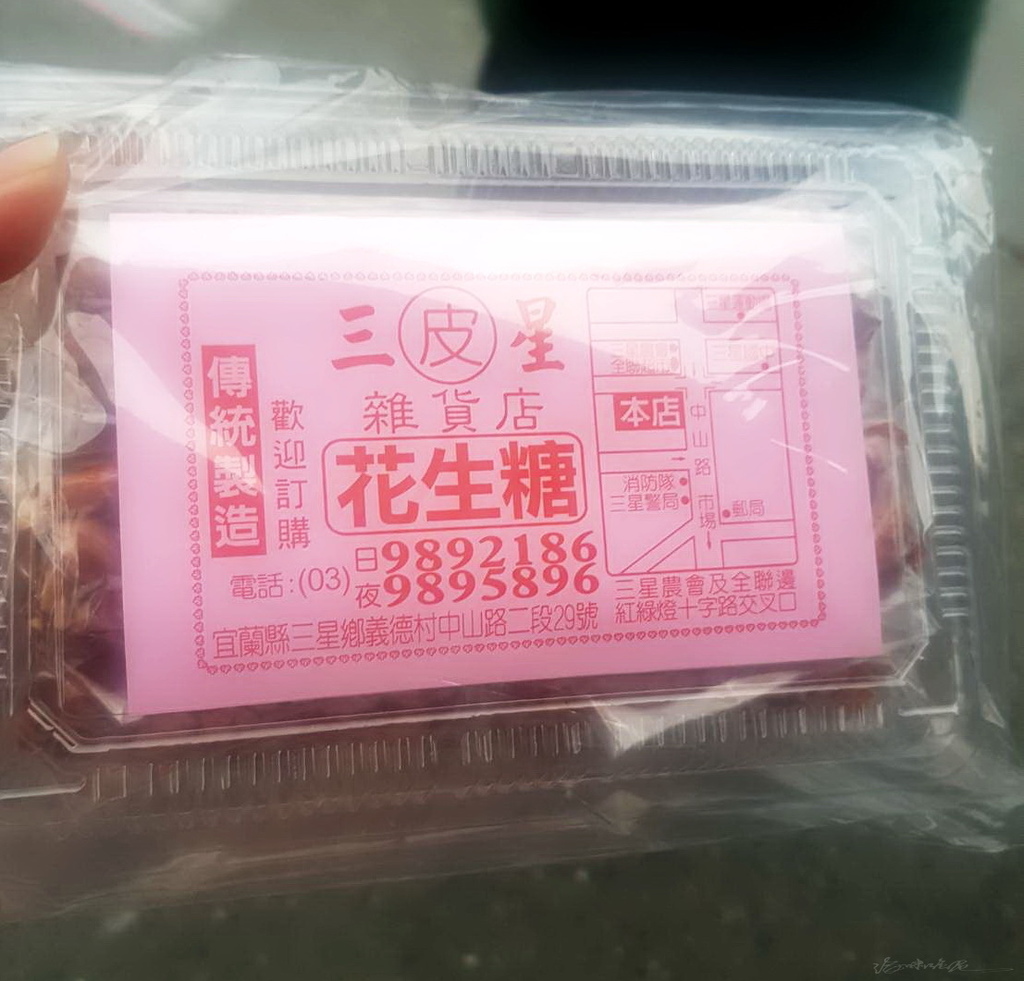 三皮星
雜貨店
花生糖
傳統製造
歡迎訂購
電話:(03)
日9892186
夜9895896
宜蘭縣三星鄉義德村中山路二段29號
本店
中山路
消防隊
三星警局
市場
郵局
三星農會及全聯邊
紅綠燈十字路交叉口